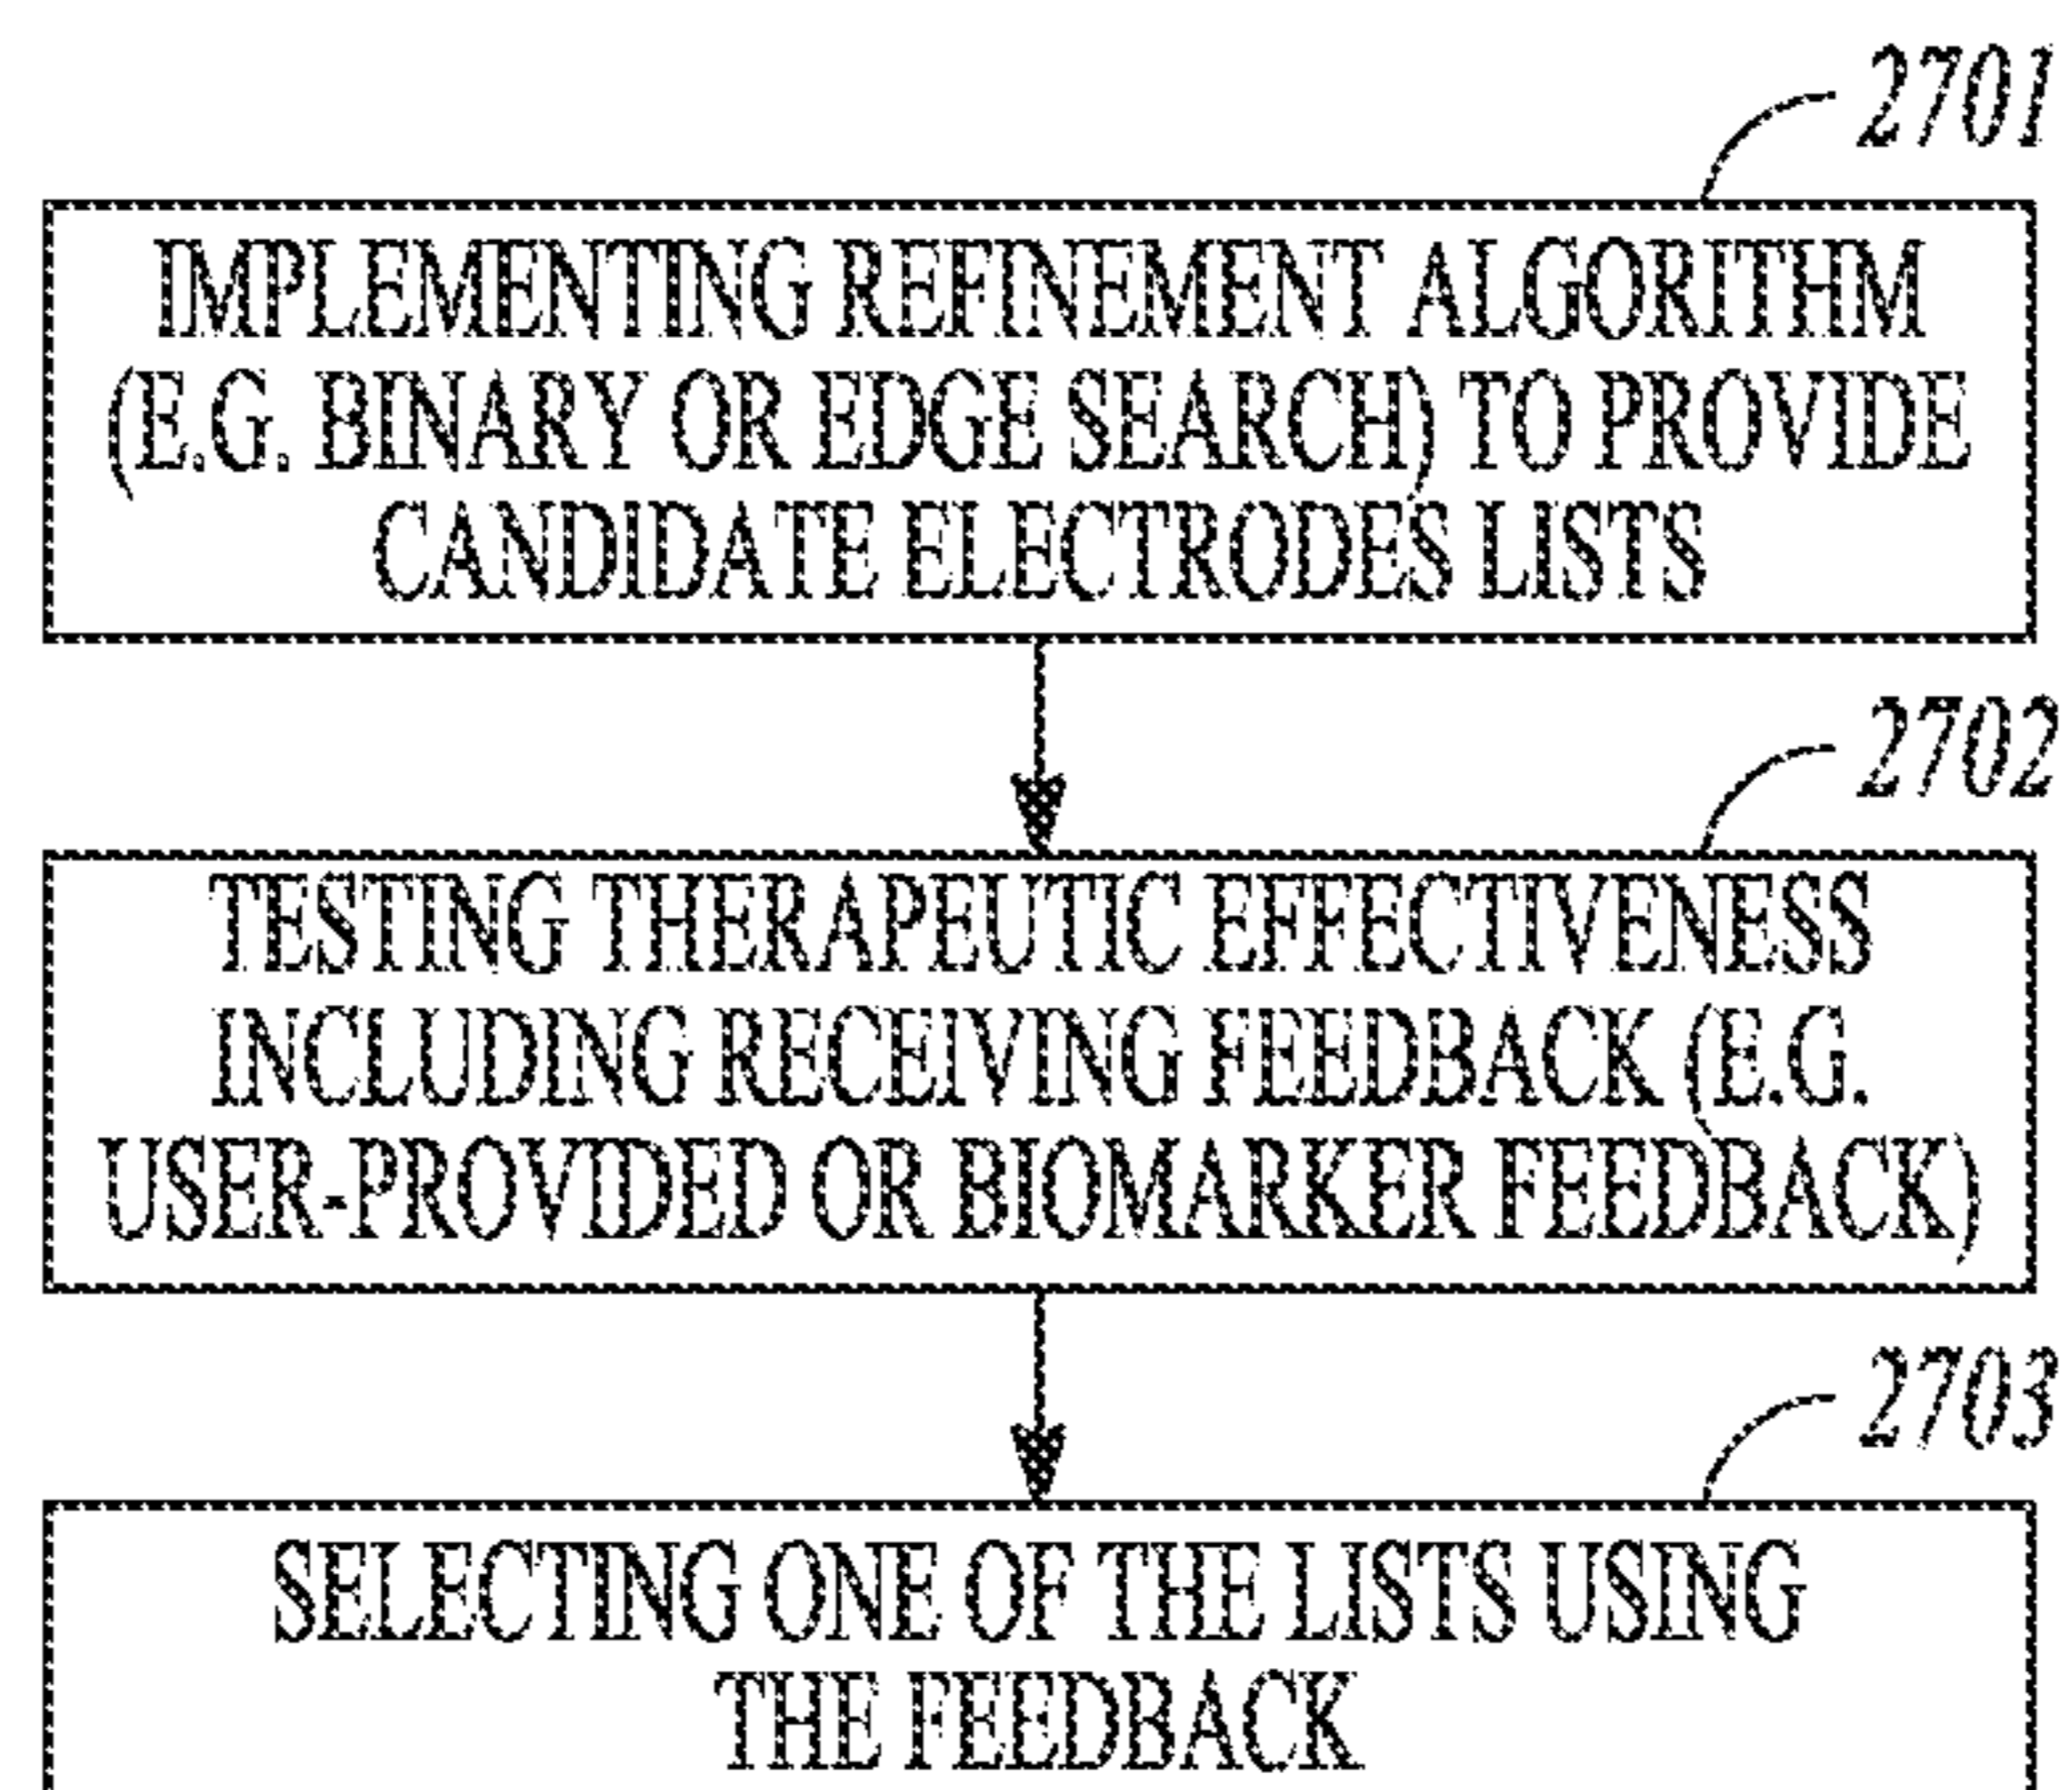 2701
IMPLEMENTING REFINEMENT ALGORITHM
(E.G. BINARY OR EDGE SEARCH) TO PROVIDE
CANDIDATE ELECTRODES LISTS
2702
TESTING THERAPEUTIC EFFECTIVENESS
INCLUDING RECEIVING FEEDBACK (E.G.
USER-PROVIDED OR BIOMARKER FEEDBACK)
2703
SELECTING ONE OF THE LISTS USING
THE FEEDBACK